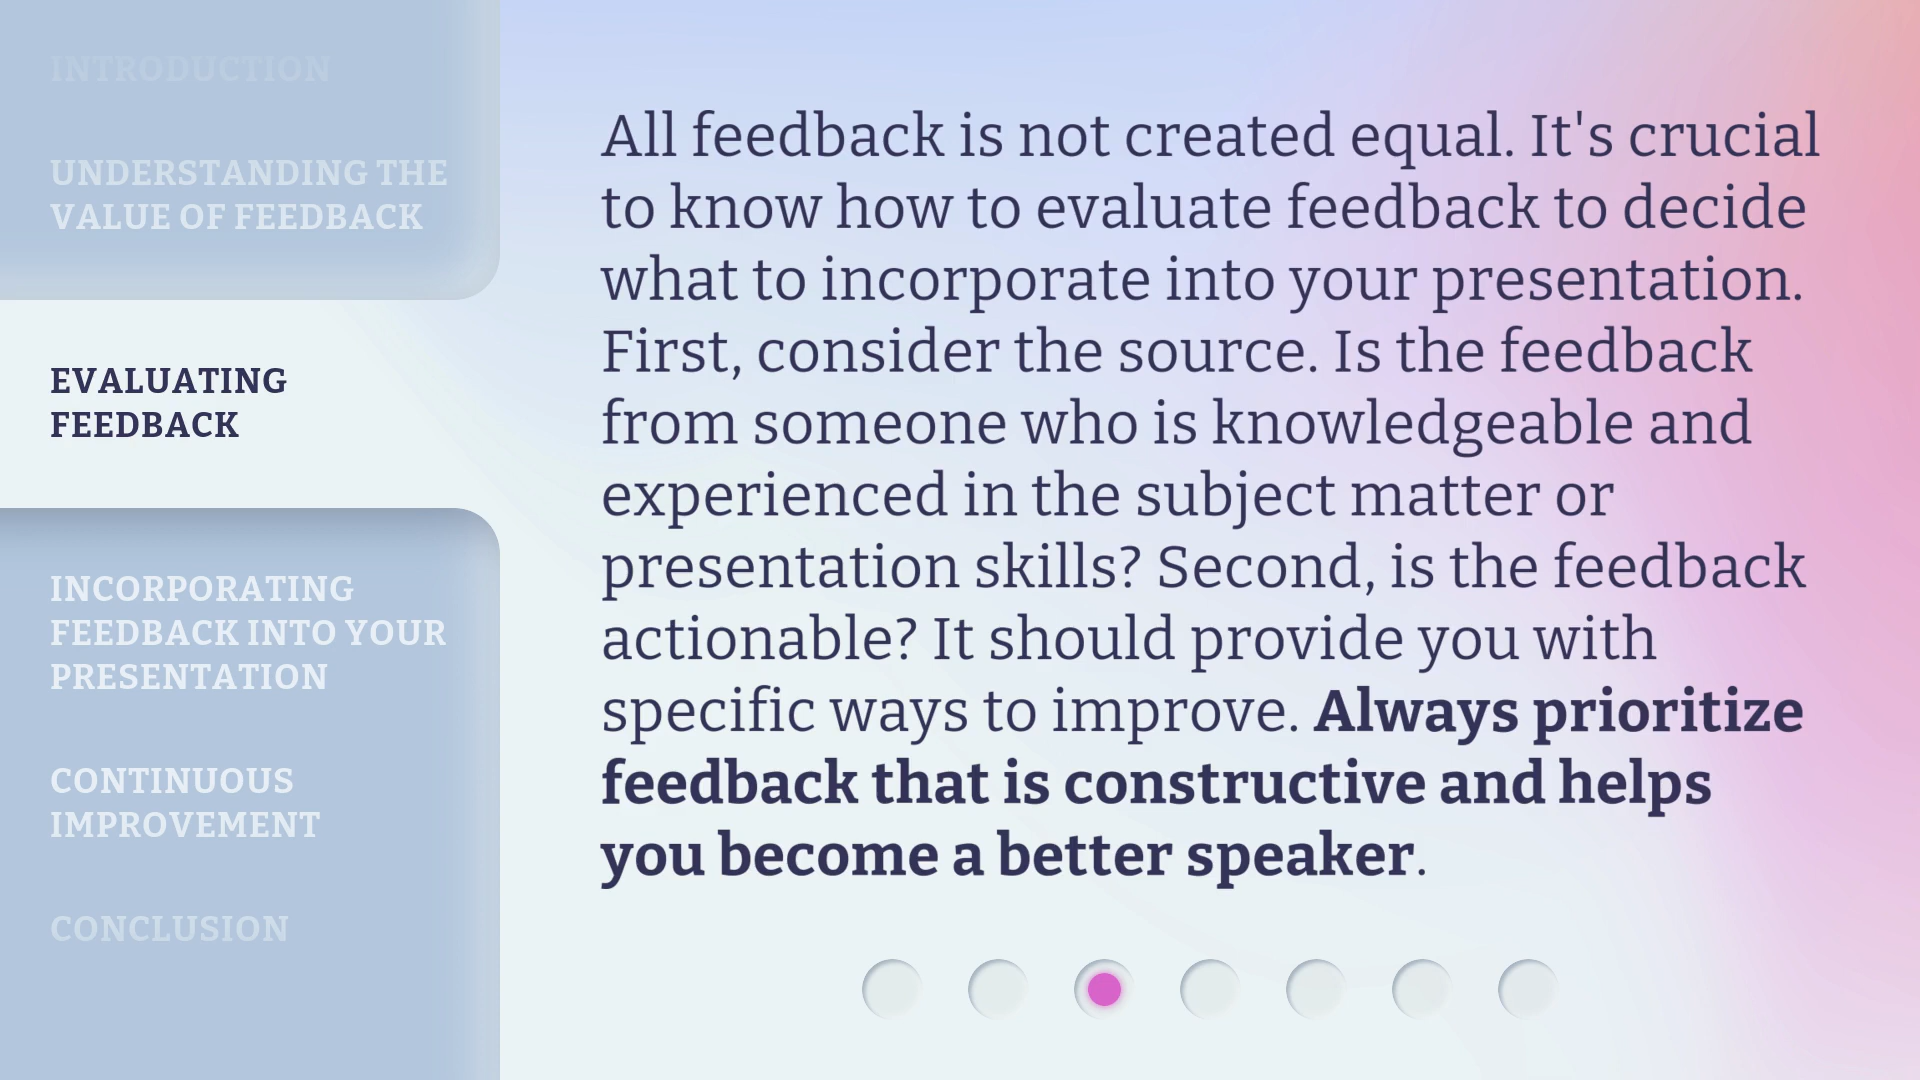 INTRODUCTION
UNDERSTANDING THE
VALUE OF FEEDBACK
EVALUATING
FEEDBACK
INCORPORATING
FEEDBACK INTO YOUR
PRESENTATION
CONTINUOUS
IMPROVEMENT
CONCLUSION
All feedback is not created equal. It's crucial
to know how to evaluate feedback to decide
what to incorporate into your presentation.
First, consider the source. Is the feedback
from someone who is knowledgeable and
experienced in the subject matter or
presentation skills? Second, is the feedback
actionable? It should provide you with
specific ways to improve. Always prioritize
feedback that is constructive and helps
you become a better speaker.